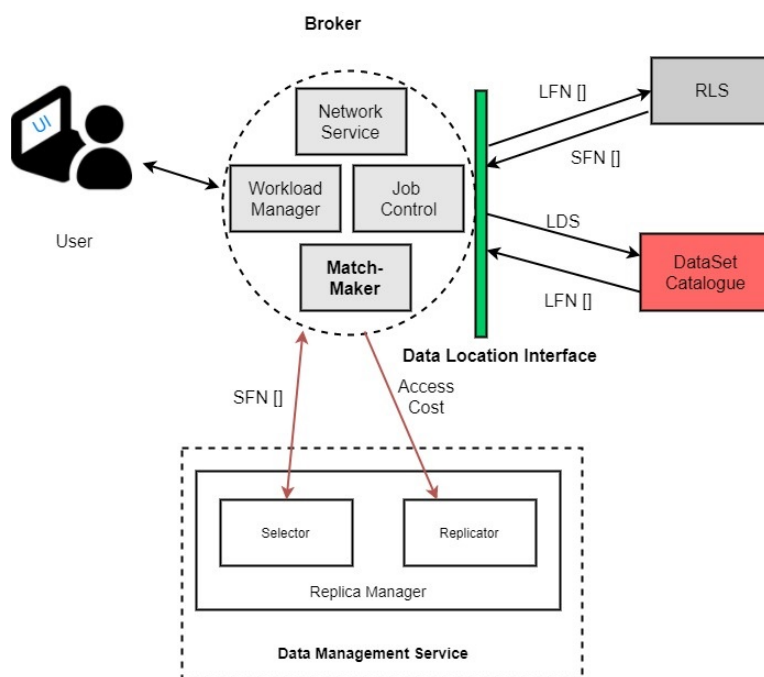 Broker
UI
User
Network
Service
Workload
Manager
Job
Control
Match-
Maker
LFN []
RLS
SFN []
LDS
DataSet
Catalogue
LFN []
Data Location Interface
SFN []
Access
Cost
Selector
Replicator
Replica Manager
Data Management Service